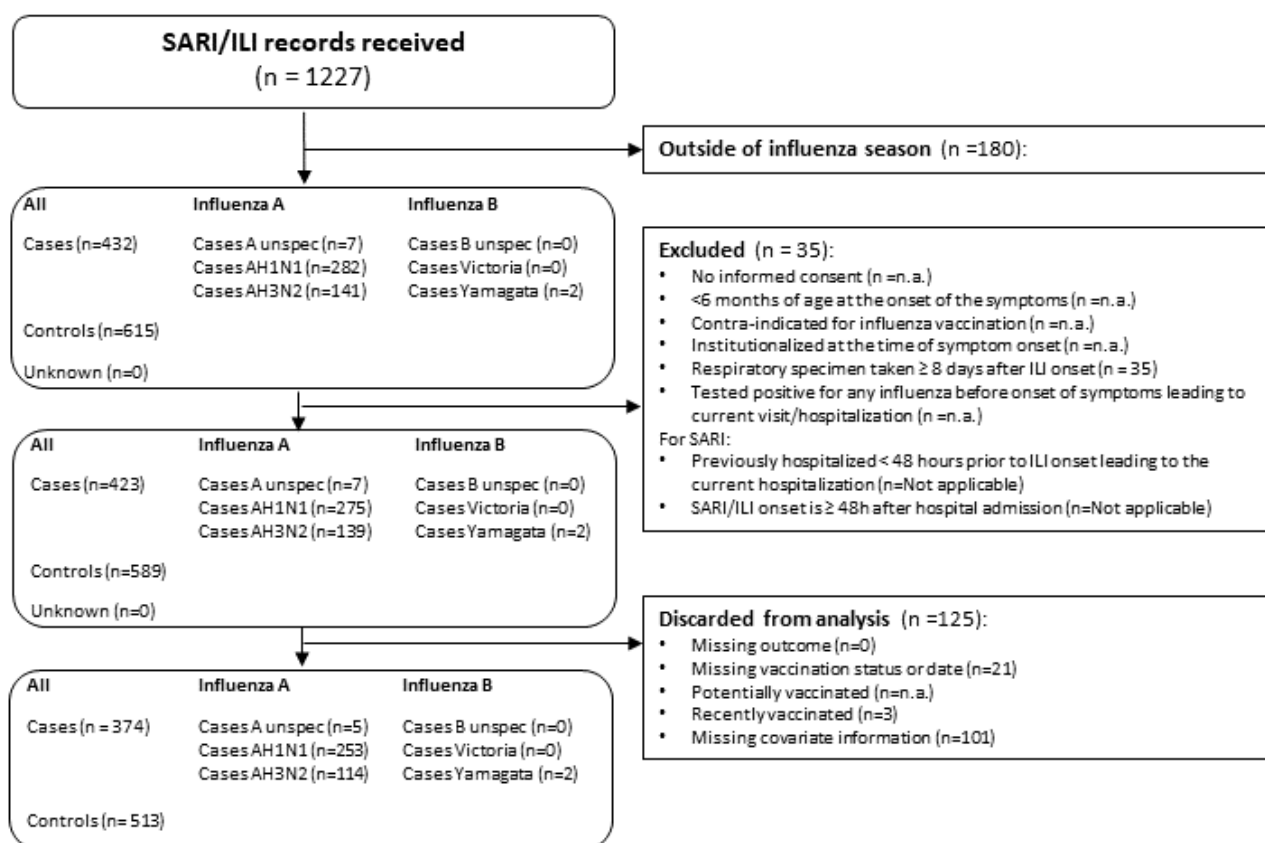 SARI/ILI records received
(n = 1227)
Outside of influenza season (n =180):
All Influenza A Influenza B
Cases (n=432) Cases A unspec (n=7) Cases B unspec (n=0)
Cases AH1N1 (n=282) Cases Victoria (n=0)
Cases AH3N2 (n=141) Cases Yamagata (n=2)
Controls (n=615)
Unknown (n=0)
Excluded (n = 35):
• No informed consent (n =n.a.)
• <6 months of age at the onset of the symptoms (n =n.a.)
• Contra-indicated for influenza vaccination (n =n.a.)
• Institutionalized at the time of symptom onset (n =n.a.)
• Respiratory specimen taken ≥ 8 days after ILI onset (n = 35)
• Tested positive for any influenza before onset of symptoms leading to
current visit/hospitalization (n =n.a.)
For SARI:
• Previously hospitalized < 48 hours prior to ILI onset leading to the
current hospitalization (n=Not applicable)
• SARI/ILI onset is ≥ 48h after hospital admission (n=Not applicable)
All Influenza A Influenza B
Cases (n=423) Cases A unspec (n=7) Cases B unspec (n=0)
Cases AH1N1 (n=275) Cases Victoria (n=0)
Cases AH3N2 (n=139) Cases Yamagata (n=2)
Controls (n=589)
Unknown (n=0)
Discarded from analysis (n =125):
• Missing outcome (n=0)
• Missing vaccination status or date (n=21)
• Potentially vaccinated (n=n.a.)
• Recently vaccinated (n=3)
• Missing covariate information (n=101)
All Influenza A Influenza B
Cases (n = 374) Cases A unspec (n=5) Cases B unspec (n=0)
Cases AH1N1 (n=253) Cases Victoria (n=0)
Cases AH3N2 (n=114) Cases Yamagata (n=2)
Controls (n= 513)